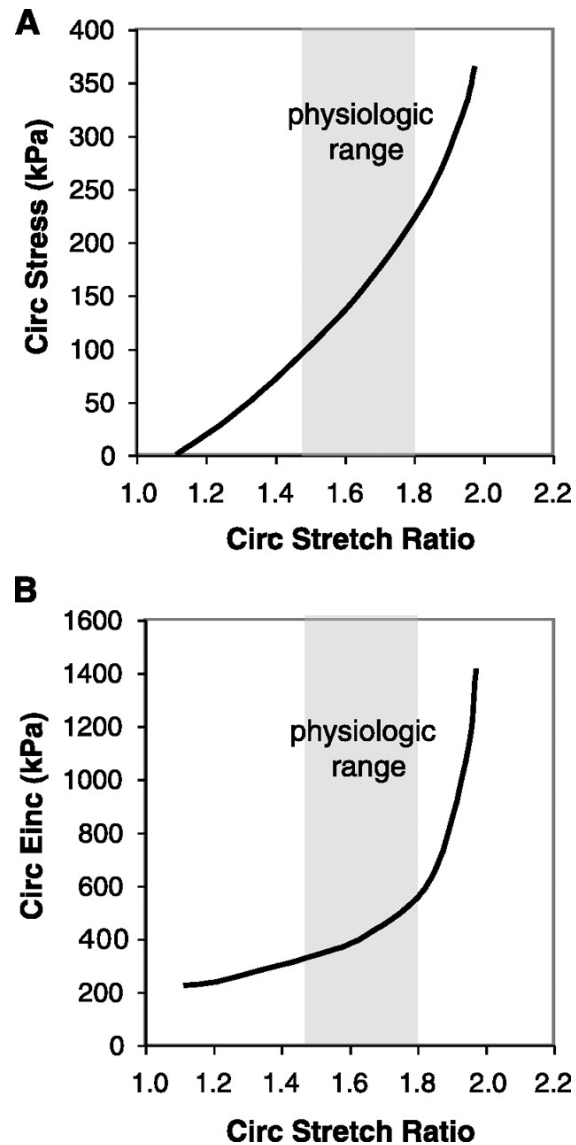 A
400
350
300
250
200
150
100
50
0
Circ Stress (kPa)
physiologic
range
1.0 1.2 1.4 1.6 1.8 2.0 2.2
Circ Stretch Ratio
B
1600
1400
1200
1000
800
600
400
200
0
Circ Einc (kPa)
physiologic
range
1.0 1.2 1.4 1.6 1.8 2.0 2.2
Circ Stretch Ratio